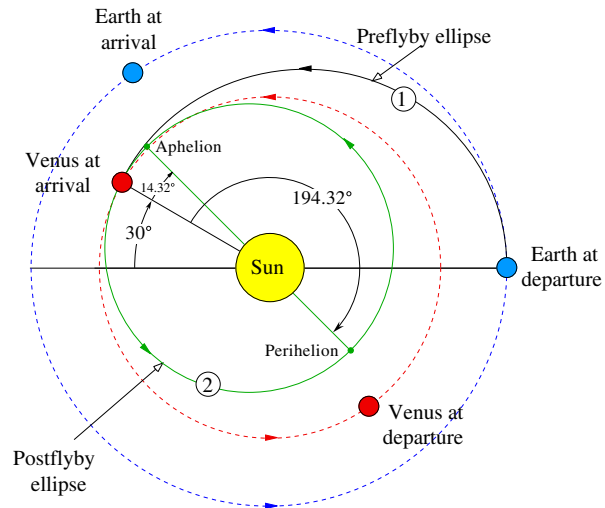 Earth at
arrival
Preflyby ellipse
1
Aphelion
Venus at
arrival
14.32°
194.32°
30°
Sun
Earth at
departure
Perihelion
2
Venus at
departure
Postflyby
ellipse